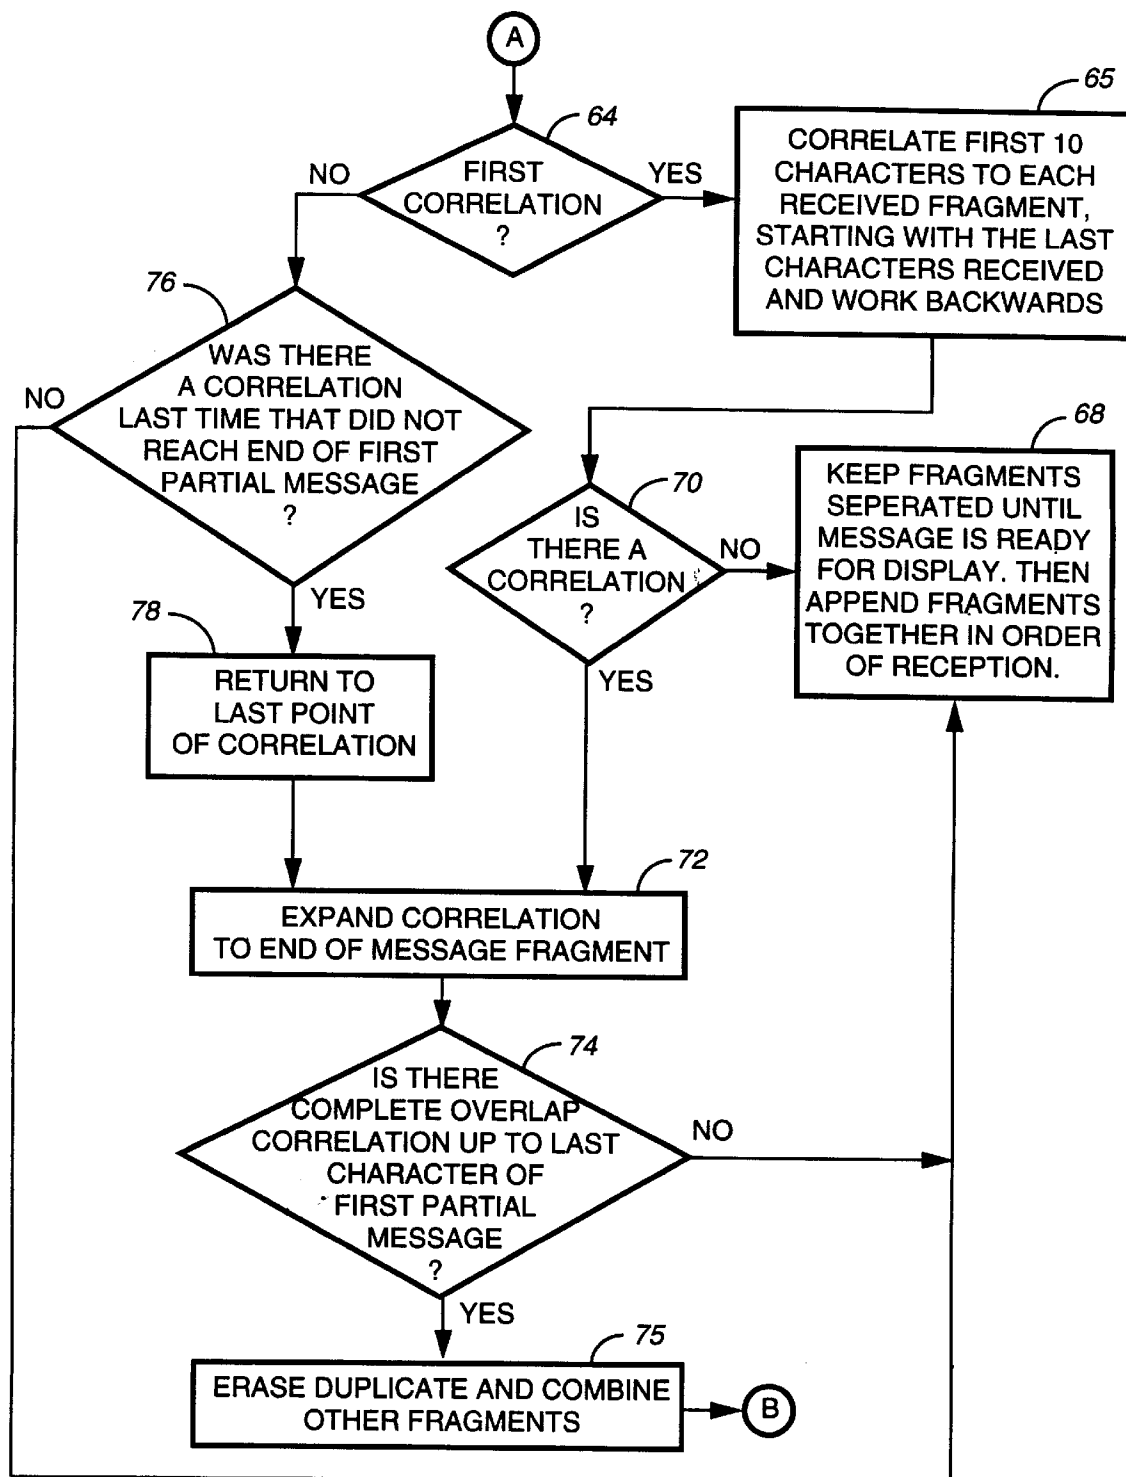 A
64
FIRST
CORRELATION
?
NO
YES
65
CORRELATE FIRST 10
CHARACTERS TO EACH
RECEIVED FRAGMENT,
STARTING WITH THE LAST
CHARACTERS RECEIVED
AND WORK BACKWARDS
76
WAS THERE
A CORRELATION
LAST TIME THAT DID NOT
REACH END OF FIRST
PARTIAL MESSAGE
?
NO
YES
70
IS
THERE A
CORRELATION
?
NO
YES
68
KEEP FRAGMENTS
SEPERATED UNTIL
MESSAGE IS READY
FOR DISPLAY. THEN
APPEND FRAGMENTS
TOGETHER IN ORDER
OF RECEPTION.
78
RETURN TO
LAST POINT
OF CORRELATION
72
EXPAND CORRELATION
TO END OF MESSAGE FRAGMENT
74
IS THERE
COMPLETE OVERLAP
CORRELATION UP TO LAST
CHARACTER OF
FIRST PARTIAL
MESSAGE
?
NO
YES
75
ERASE DUPLICATE AND COMBINE
OTHER FRAGMENTS
B